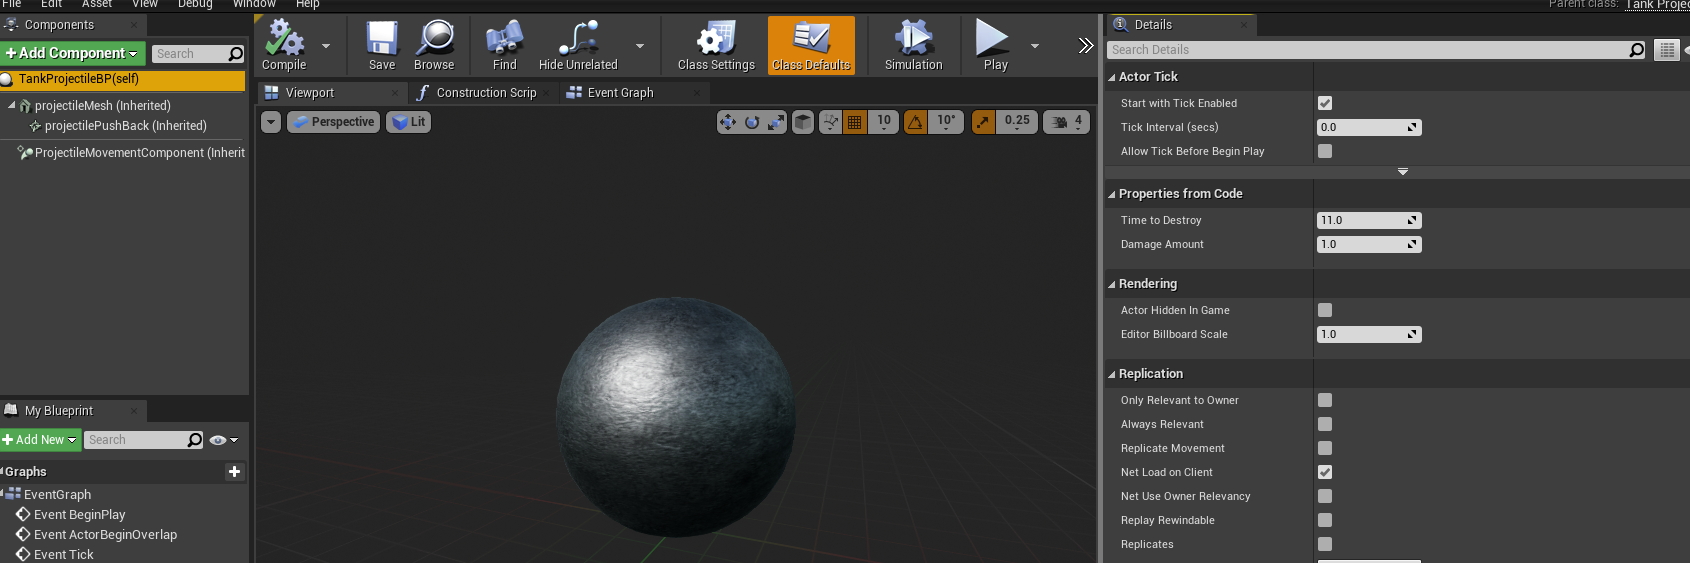 File Edit Asset View Debug Window Help
Parent class: Tank Proje
Components
+Add Component
Search
TankProjectileBP(self)
projectileMesh (Inherited)
projectilePushBack (Inherited)
ProjectileMovementComponent (Inherit
My Blueprint
+Add New
Search
Graphs
EventGraph
Event BeginPlay
Event ActorBeginOverlap
Event Tick
Compile
Save
Browse
Find
Hide Unrelated
Class Settings
Class Defaults
Simulation
Play
Viewport
Construction Scrip
Event Graph
Perspective
Lit
10
10°
0.25
4
Details
Search Details
Actor Tick
Start with Tick Enabled
Tick Interval (secs) 0.0
Allow Tick Before Begin Play
Properties from Code
Time to Destroy 11.0
Damage Amount 1.0
Rendering
Actor Hidden In Game
Editor Billboard Scale 1.0
Replication
Only Relevant to Owner
Always Relevant
Replicate Movement
Net Load on Client
Net Use Owner Relevancy
Replay Rewindable
Replicates